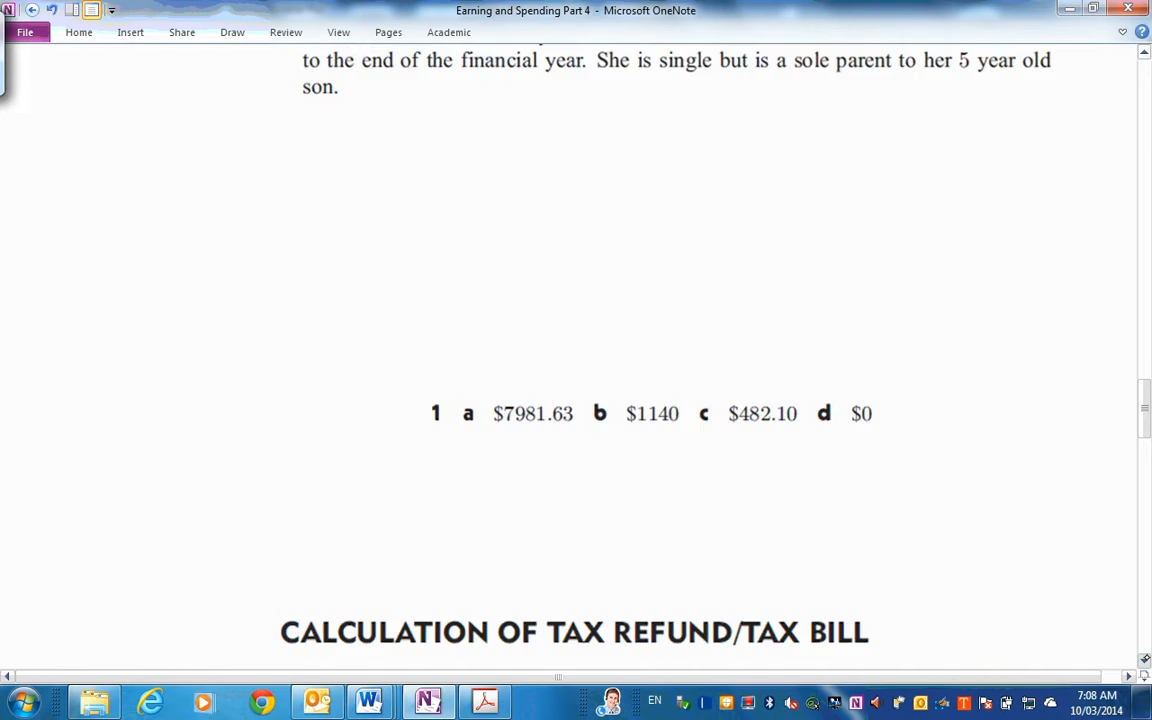 Earning and Spending Part 4 - Microsoft OneNote
File Home Insert Share Draw Review View Pages Academic
to the end of the financial year. She is single but is a sole parent to her 5 year old
son.
1 a $7981.63 b $1140 c $482.10 d $0
CALCULATION OF TAX REFUND/TAX BILL
EN
7:08 AM
10/03/2014